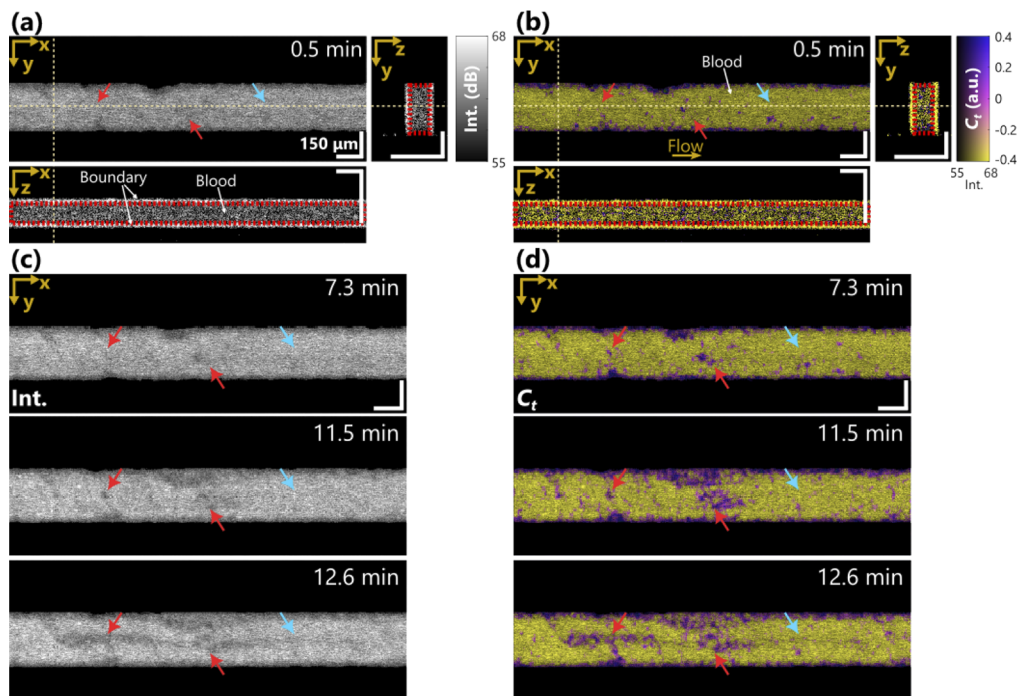 (a)
x
y
0.5 min
150 µm
z
y
68
Int. (dB)
55
x
z
Boundary
Blood
(b)
x
y
0.5 min
Blood
Flow
z
y
0.4
0.2
0
-0.2
-0.4
Ct (a.u.)
55 68
Int.
x
z
(c)
x
y
7.3 min
Int.
11.5 min
12.6 min
(d)
x
y
7.3 min
Ct
11.5 min
12.6 min